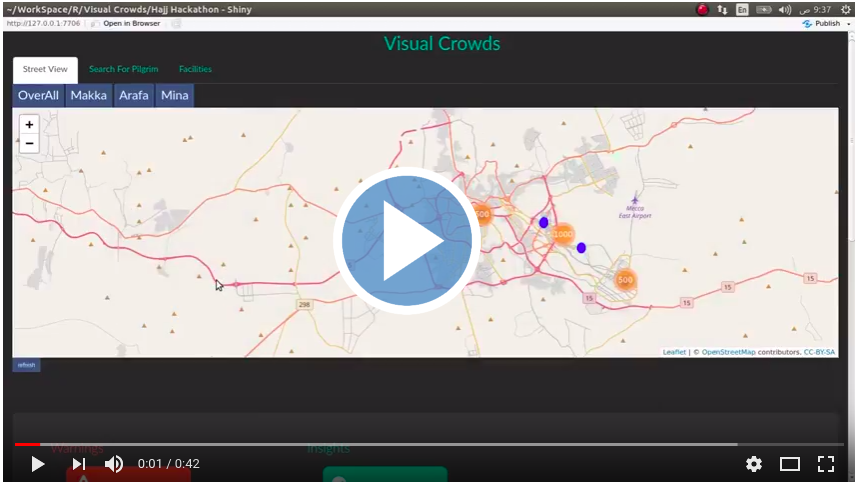 ~/WorkSpace/R/Visual Crowds/Hajj Hackathon - Shiny
En
9:37 ص
http://127.0.0.1:7706
Open in Browser
Publish
Visual Crowds
Street View
Search For Pilgrim
Facilities
OverAll
Makka
Arafa
Mina
+
−
500
1000
500
Mecca
East Airport
298
15
15
15
15
Leaflet | © OpenStreetMap contributors, CC-BY-SA
refresh
Warnings
Insights
0:01 / 0:42